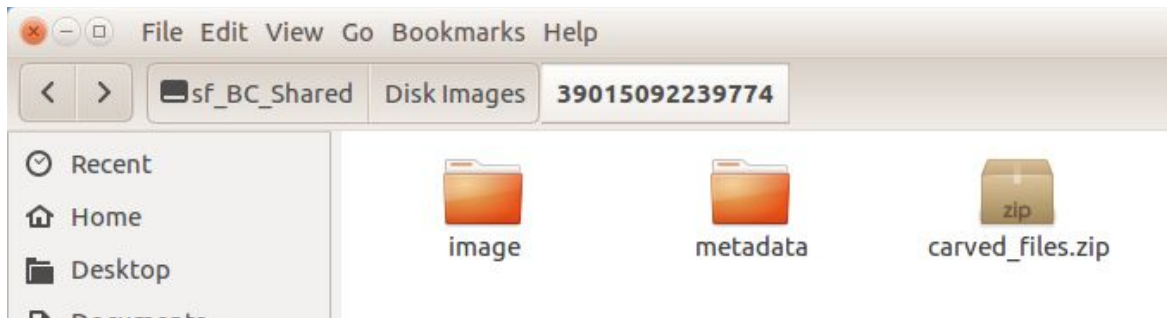 File Edit View Go Bookmarks Help
sf_BC_Shared Disk Images 39015092239774
Recent
Home
Desktop
image metadata carved_files.zip
zip